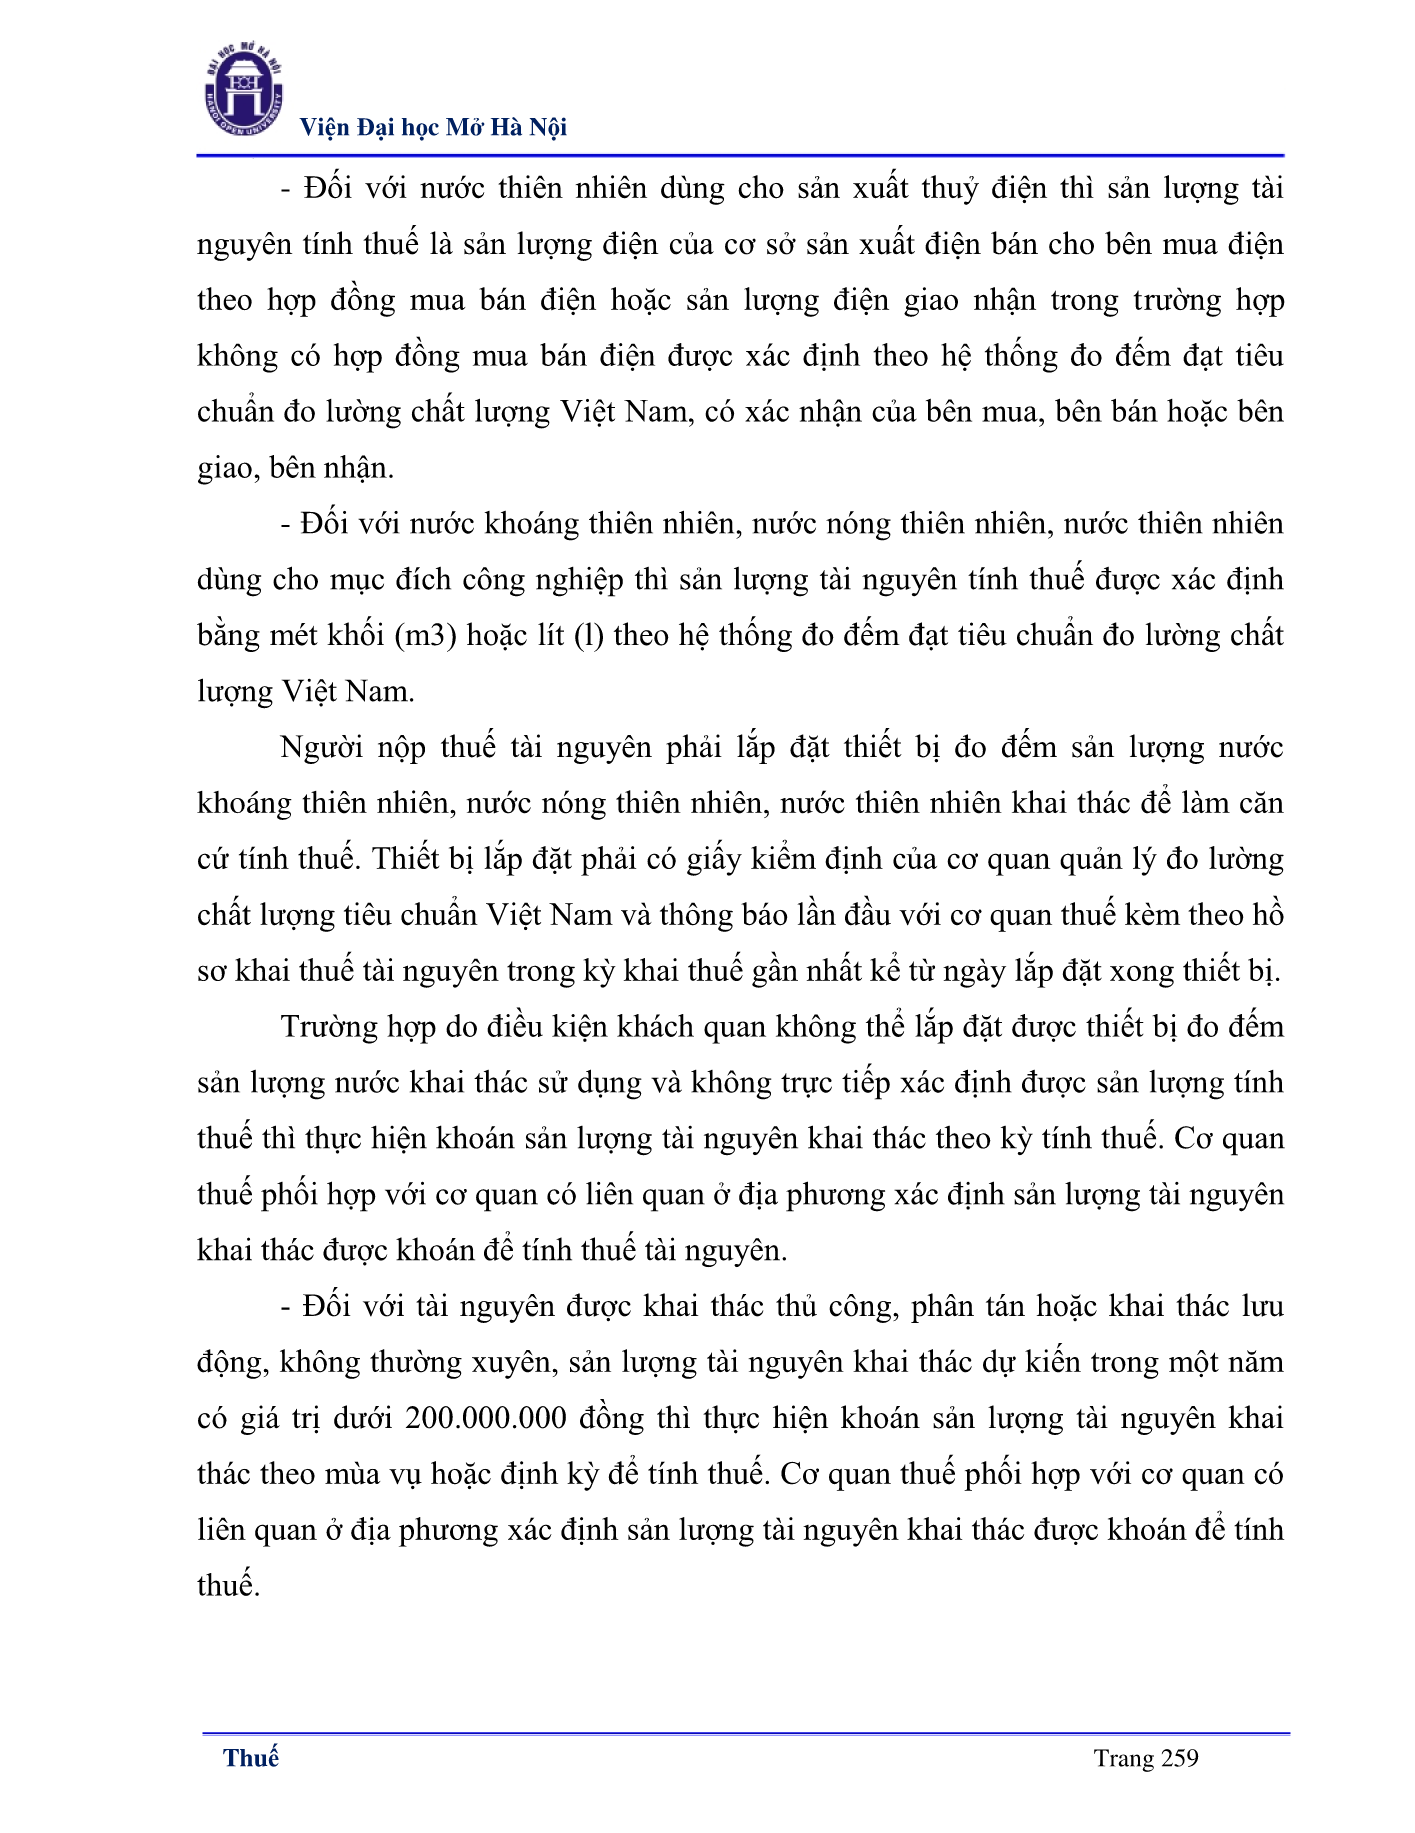 ĐẠI HỌC MỞ HÀ NỘI
HANOI OPEN UNIVERSITY
Viện Đại học Mở Hà Nội
- Đối với nước thiên nhiên dùng cho sản xuất thuỷ điện thì sản lượng tài
nguyên tính thuế là sản lượng điện của cơ sở sản xuất điện bán cho bên mua điện
theo hợp đồng mua bán điện hoặc sản lượng điện giao nhận trong trường hợp
không có hợp đồng mua bán điện được xác định theo hệ thống đo đếm đạt tiêu
chuẩn đo lường chất lượng Việt Nam, có xác nhận của bên mua, bên bán hoặc bên
giao, bên nhận.
- Đối với nước khoáng thiên nhiên, nước nóng thiên nhiên, nước thiên nhiên
dùng cho mục đích công nghiệp thì sản lượng tài nguyên tính thuế được xác định
bằng mét khối (m3) hoặc lít (l) theo hệ thống đo đếm đạt tiêu chuẩn đo lường chất
lượng Việt Nam.
Người nộp thuế tài nguyên phải lắp đặt thiết bị đo đếm sản lượng nước
khoáng thiên nhiên, nước nóng thiên nhiên, nước thiên nhiên khai thác để làm căn
cứ tính thuế. Thiết bị lắp đặt phải có giấy kiểm định của cơ quan quản lý đo lường
chất lượng tiêu chuẩn Việt Nam và thông báo lần đầu với cơ quan thuế kèm theo hồ
sơ khai thuế tài nguyên trong kỳ khai thuế gần nhất kể từ ngày lắp đặt xong thiết bị.
Trường hợp do điều kiện khách quan không thể lắp đặt được thiết bị đo đếm
sản lượng nước khai thác sử dụng và không trực tiếp xác định được sản lượng tính
thuế thì thực hiện khoán sản lượng tài nguyên khai thác theo kỳ tính thuế. Cơ quan
thuế phối hợp với cơ quan có liên quan ở địa phương xác định sản lượng tài nguyên
khai thác được khoán để tính thuế tài nguyên.
- Đối với tài nguyên được khai thác thủ công, phân tán hoặc khai thác lưu
động, không thường xuyên, sản lượng tài nguyên khai thác dự kiến trong một năm
có giá trị dưới 200.000.000 đồng thì thực hiện khoán sản lượng tài nguyên khai
thác theo mùa vụ hoặc định kỳ để tính thuế. Cơ quan thuế phối hợp với cơ quan có
liên quan ở địa phương xác định sản lượng tài nguyên khai thác được khoán để tính
thuế.
Thuế
Trang 259